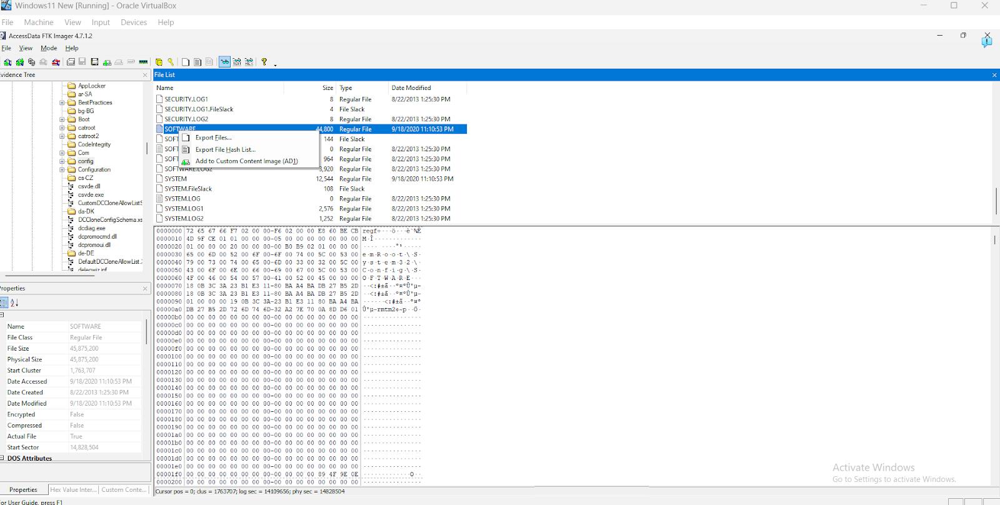 Windows11 New [Running] - Oracle VirtualBox
File Machine View Input Devices Help
AccessData FTK Imager 4.7.1.2
File View Mode Help
vidence Tree
AppLocker
ar-SA
BestPractices
bg-BG
Boot
catroot
catroot2
CodeIntegrity
Com
config
Configuration
cs-CZ
csvde.dll
csvde.exe
CustomDCCloneAllowListS
da-DK
DCCloneConfigSchema.xs
dcdiag.exe
dcpromocmd.dll
dcpromoui.dll
de-DE
DefaultDCCloneAllowList.
delegwiz.inf
File List
Name Size Type Date Modified
SECURITY.LOG1 8 Regular File 8/22/2013 1:25:30 PM
SECURITY.LOG1.FileSlack 4 File Slack
SECURITY.LOG2 8 Regular File 8/22/2013 1:25:30 PM
SOFTWARE 44,800 Regular File 9/18/2020 11:10:53 PM
SOFT 144 File Slack
SOFT 0 Regular File 8/22/2013 1:25:30 PM
SOFT 964 Regular File 8/22/2013 1:25:30 PM
SOFTWARE.LOG2 3,920 Regular File 8/22/2013 1:25:30 PM
SYSTEM 12,544 Regular File 9/18/2020 11:10:53 PM
SYSTEM.FileSlack 108 File Slack
SYSTEM.LOG 0 Regular File 8/22/2013 1:25:30 PM
SYSTEM.LOG1 2,576 Regular File 8/22/2013 1:25:30 PM
SYSTEM.LOG2 1,252 Regular File 8/22/2013 1:25:30 PM
Export Files...
Export File Hash List...
Add to Custom Content Image (AD1)
Properties
Name SOFTWARE
File Class Regular File
File Size 45,875,200
Physical Size 45,875,200
Start Cluster 1,763,707
Date Accessed 9/18/2020 11:10:53 PM
Date Created 8/22/2013 1:25:30 PM
Date Modified 9/18/2020 11:10:53 PM
Encrypted False
Compressed False
Actual File True
Start Sector 14,828,504
DOS Attributes
Properties Hex Value Inter... Custom Conte...
or User Guide, press F1
0000000 72 65 67 66 F7 02 00 00-F6 02 00 00 E8 60 BE CB regf÷···ö···è`¾Ë
0000010 4D 9F CE 01 01 00 00 00-05 00 00 00 00 00 00 00 M·Î·············
0000020 01 00 00 00 20 00 00 00-00 B0 B9 02 01 00 00 00
0000030 65 00 6D 00 52 00 6F 00-6F 00 74 00 5C 00 53 00 e·m·R·o·o·t·\·S·
0000040 79 00 73 00 74 00 65 00-6D 00 33 00 32 00 5C 00 y·s·t·e·m·3·2·\·
0000050 43 00 6F 00 6E 00 66 00-69 00 67 00 5C 00 53 00 C·o·n·f·i·g·\·S·
0000060 4F 00 46 00 54 00 57 00-41 00 52 00 45 00 00 00 O·F·T·W·A·R·E···
0000070 18 0B 3C 3A 23 B1 E3 11-80 BA A4 BA DB 27 B5 2D ··<:#±ã··º¤ºÛ'µ-
0000080 18 0B 3C 3A 23 B1 E3 11-80 BA A4 BA DB 27 B5 2D ··<:#±ã··º¤ºÛ'µ-
0000090 01 00 00 00 19 0B 3C 3A-23 B1 E3 11 80 BA A4 BA ······<:#±ã··º¤º
00000a0 DB 27 B5 2D 72 6D 74 6D-32 A2 7E 70 0A 8D D6 01 Û'µ-rmtm2¢~p··Ö·
00000b0 00 00 00 00 00 00 00 00-00 00 00 00 00 00 00 00 ················
00000c0 00 00 00 00 00 00 00 00-00 00 00 00 00 00 00 00 ················
00000d0 00 00 00 00 00 00 00 00-00 00 00 00 00 00 00 00 ················
00000e0 00 00 00 00 00 00 00 00-00 00 00 00 00 00 00 00 ················
00000f0 00 00 00 00 00 00 00 00-00 00 00 00 00 00 00 00 ················
0000100 00 00 00 00 00 00 00 00-00 00 00 00 00 00 00 00 ················
0000110 00 00 00 00 00 00 00 00-00 00 00 00 00 00 00 00 ················
0000120 00 00 00 00 00 00 00 00-00 00 00 00 00 00 00 00 ················
0000130 00 00 00 00 00 00 00 00-00 00 00 00 00 00 00 00 ················
0000140 00 00 00 00 00 00 00 00-00 00 00 00 00 00 00 00 ················
0000150 00 00 00 00 00 00 00 00-00 00 00 00 00 00 00 00 ················
0000160 00 00 00 00 00 00 00 00-00 00 00 00 00 00 00 00 ················
0000170 00 00 00 00 00 00 00 00-00 00 00 00 00 00 00 00 ················
0000180 00 00 00 00 00 00 00 00-00 00 00 00 00 00 00 00 ················
0000190 00 00 00 00 00 00 00 00-00 00 00 00 00 00 00 00 ················
00001a0 00 00 00 00 00 00 00 00-00 00 00 00 00 00 00 00 ················
00001b0 00 00 00 00 00 00 00 00-00 00 00 00 00 00 00 00 ················
00001c0 00 00 00 00 00 00 00 00-00 00 00 00 00 00 00 00 ················
00001d0 00 00 00 00 00 00 00 00-00 00 00 00 00 00 00 00 ················
00001e0 00 00 00 00 00 00 00 00-00 00 00 00 00 00 00 00 ················
00001f0 00 00 00 00 00 00 00 00-00 00 00 00 89 4F 9E 0E ·············O··
0000200 00 00 00 00 00 00 00 00-00 00 00 00 00 00 00 00 ················
Cursor pos = 0; clus = 1763707; log sec = 14109656; phy sec = 14828504
Activate Windows
Go to Settings to activate Windows.